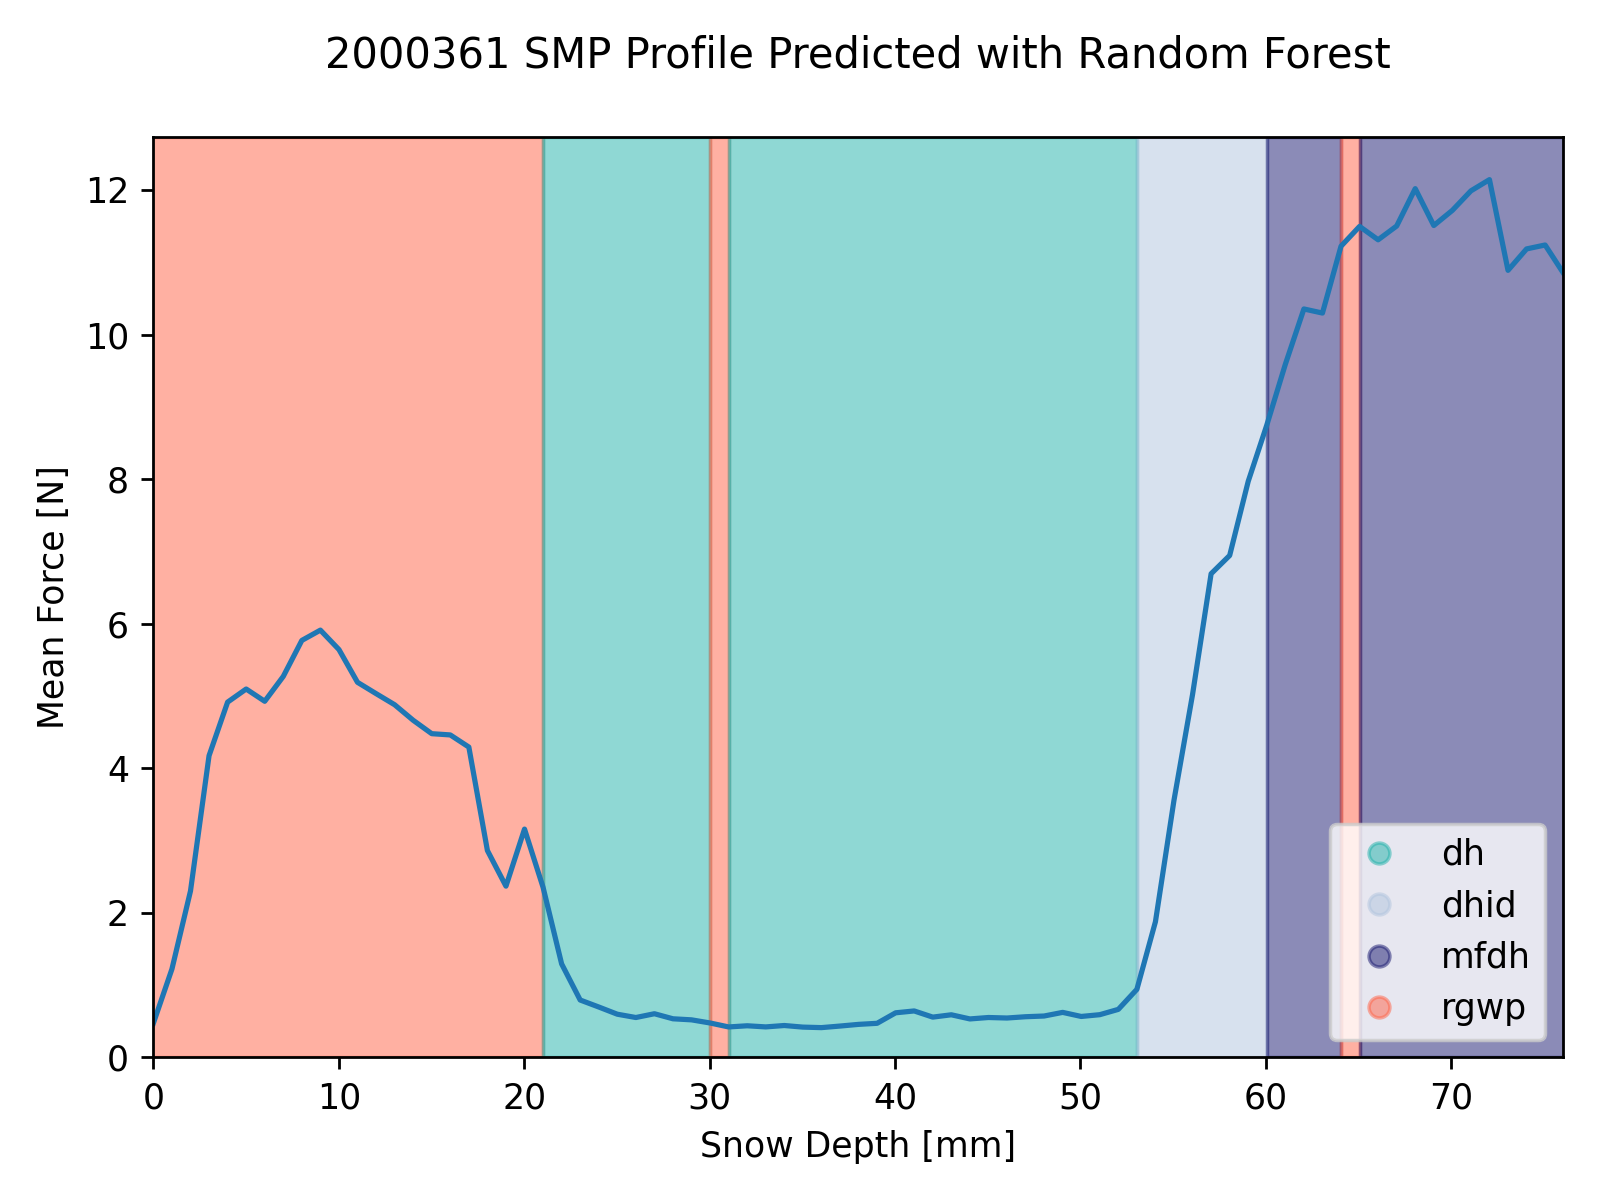 2000361 SMP Profile Predicted with Random Forest
12
10
8
6
4
2
0
Mean Force [N]
dh
dhid
mfdh
rgwp
0 10 20 30 40 50 60 70
Snow Depth [mm]